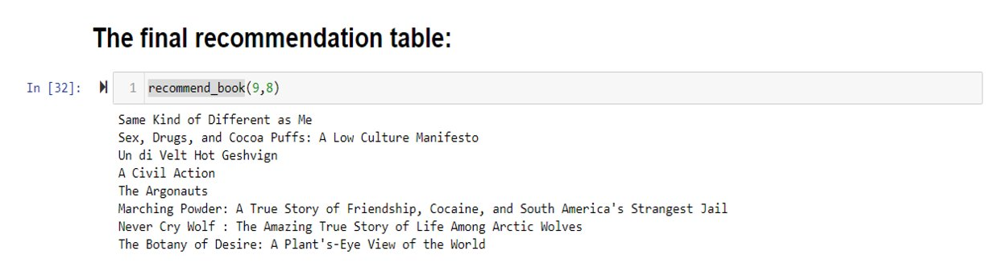 The final recommendation table:
In [32]: 1 recommend_book(9,8)
Same Kind of Different as Me
Sex, Drugs, and Cocoa Puffs: A Low Culture Manifesto
Un di Velt Hot Geshvign
A Civil Action
The Argonauts
Marching Powder: A True Story of Friendship, Cocaine, and South America's Strangest Jail
Never Cry Wolf : The Amazing True Story of Life Among Arctic Wolves
The Botany of Desire: A Plant's-Eye View of the World